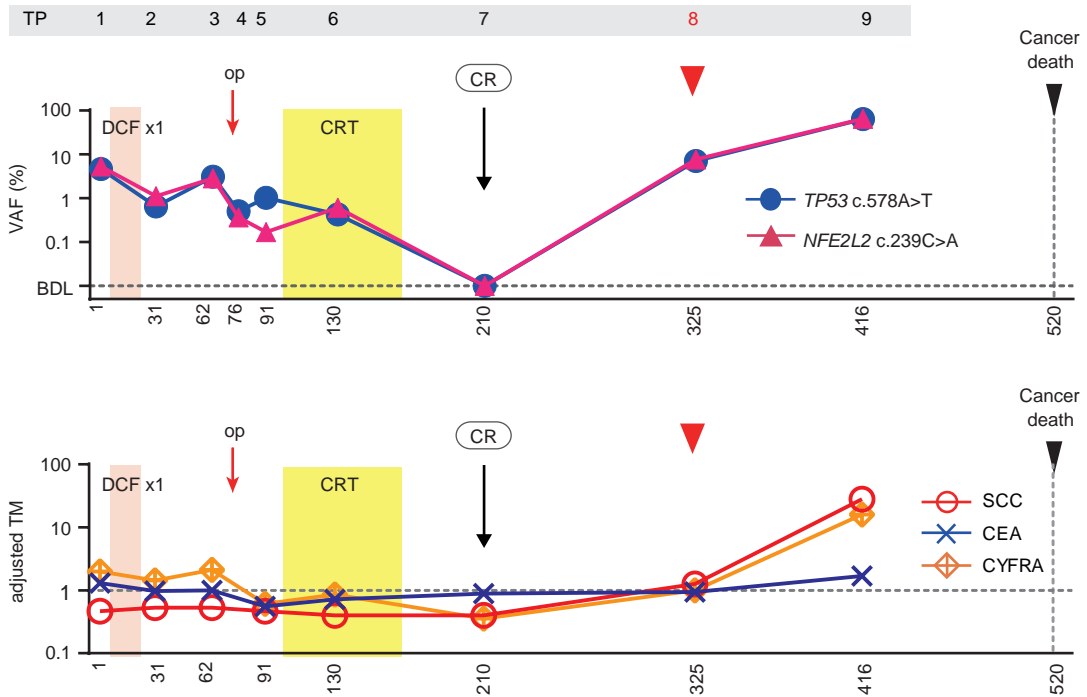 TP 1 2 3 4 5 6 7 8 9
Cancer
death
op
CR
100
DCF x1
CRT
10
1
0.1
BDL
VAF (%)
TP53 c.578A>T
NFE2L2 c.239C>A
1 31 62 76 91 130 210 325 416 520
Cancer
death
op
CR
100
DCF x1
CRT
10
1
0.1
adjusted TM
SCC
CEA
CYFRA
1 31 62 91 130 210 325 416 520